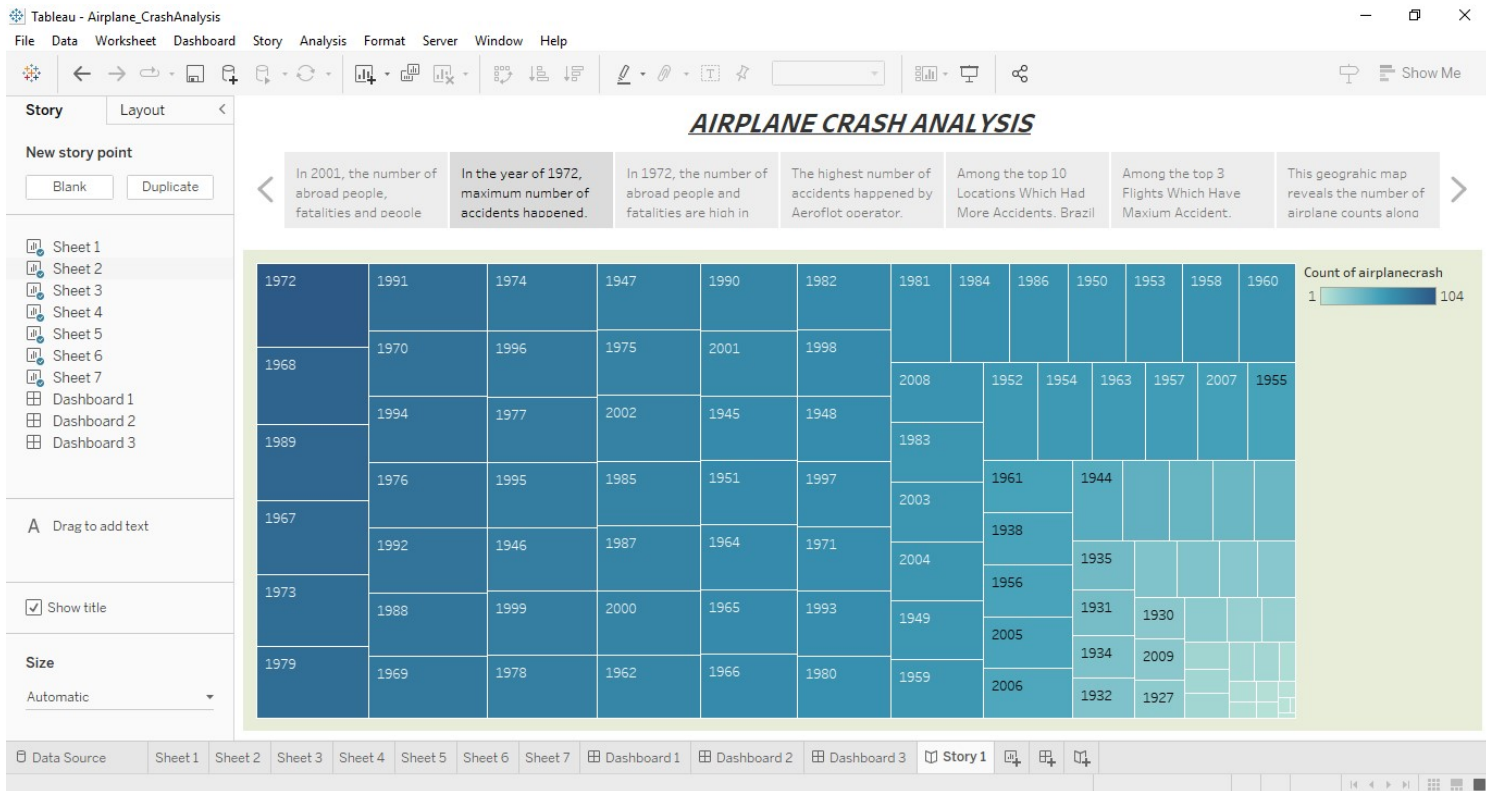 Tableau - Airplane_CrashAnalysis
File Data Worksheet Dashboard Story Analysis Format Server Window Help
Show Me
Story Layout
New story point
Blank Duplicate
Sheet 1
Sheet 2
Sheet 3
Sheet 4
Sheet 5
Sheet 6
Sheet 7
Dashboard 1
Dashboard 2
Dashboard 3
A Drag to add text
Show title
Size
Automatic
AIRPLANE CRASH ANALYSIS
In 2001, the number of
abroad people,
fatalities and people
In the year of 1972,
maximum number of
accidents happened.
In 1972, the number of
abroad people and
fatalities are high in
The highest number of
accidents happened by
Aeroflot operator.
Among the top 10
Locations Which Had
More Accidents. Brazil
Among the top 3
Flights Which Have
Maxium Accident.
This geograhic map
reveals the number of
airplane counts along
1972 1991 1974 1947 1990 1982 1981 1984 1986 1950 1953 1958 1960
1970 1996 1975 2001 1998
1968
2008 1952 1954 1963 1957 2007 1955
1994 1977 2002 1945 1948
1989 1983
1976 1995 1985 1951 1997 1961 1944
2003
1967
1938
1992 1946 1987 1964 1971
2004 1935
1973 1956
1988 1999 2000 1965 1993 1931
1949 1930
2005
1979 1934 2009
1969 1978 1962 1966 1980 1959
2006 1932 1927
Count of airplanecrash
1 104
Data Source Sheet 1 Sheet 2 Sheet 3 Sheet 4 Sheet 5 Sheet 6 Sheet 7 Dashboard 1 Dashboard 2 Dashboard 3 Story 1